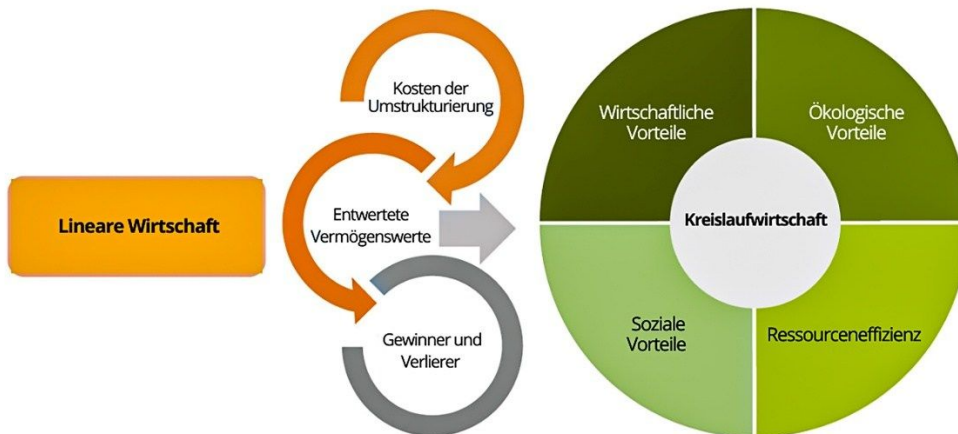 Lineare Wirtschaft
Kosten der
Umstrukturierung
Entwertete
Vermögenswerte
Gewinner und
Verlierer
Wirtschaftliche
Vorteile
Ökologische
Vorteile
Kreislaufwirtschaft
Soziale
Vorteile
Ressourceneffizienz